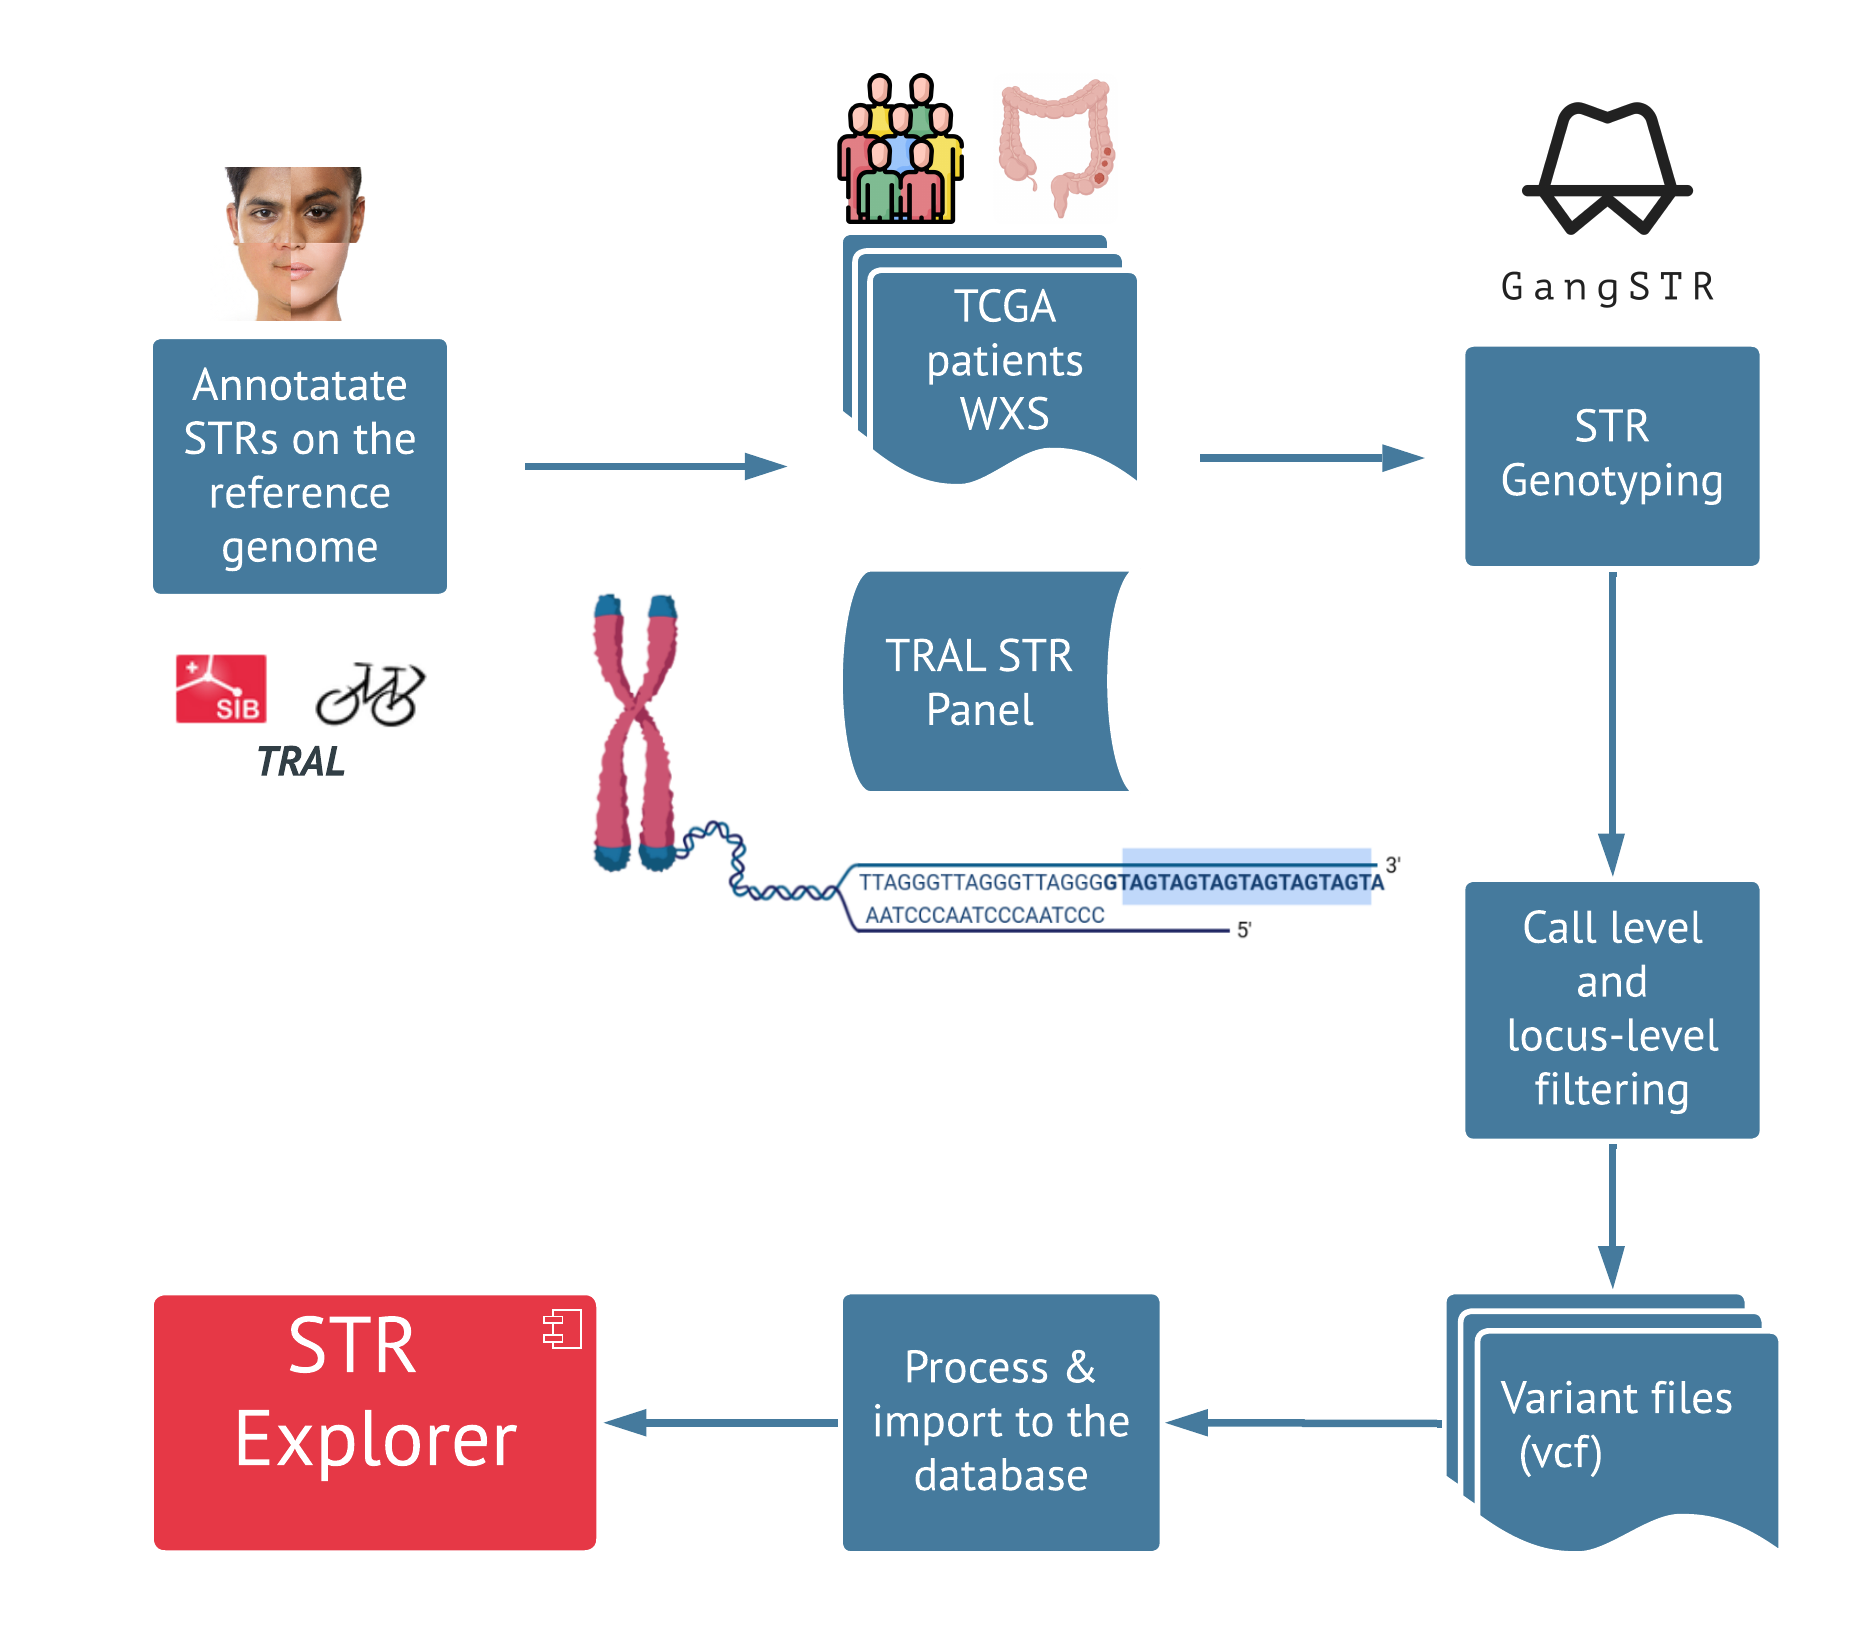 Annotatate
STRs on the
reference
genome
SIB
TRAL
TCGA
patients
WXS
TRAL STR
Panel
TTAGGGTTAGGGTTAGGGGTAGTAGTAGTAGTAGTAGTA
3'
AATCCCAATCCCAATCCC
5'
GangSTR
STR
Genotyping
Call level
and
locus-level
filtering
Variant files
(vcf)
Process &
import to the
database
STR
Explorer